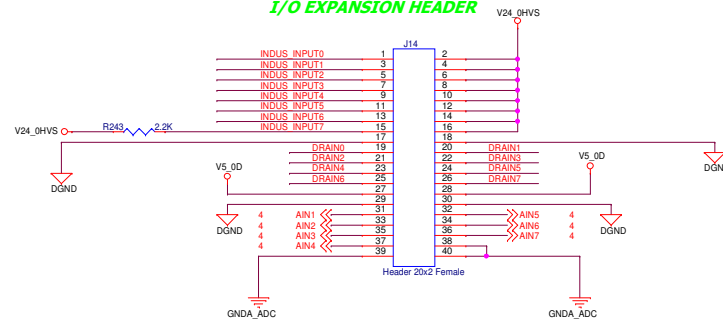 I/O EXPANSION HEADER
V24_0HVS
J14
INDUS_INPUT0 1 2
INDUS_INPUT1 3 4
INDUS_INPUT2 5 6
INDUS_INPUT3 7 8
INDUS_INPUT4 9 10
INDUS_INPUT5 11 12
INDUS_INPUT6 13 14
V24_0HVS R243 2.2K INDUS_INPUT7 15 16
17 18
DRAIN0 19 20 DRAIN1
DRAIN2 21 22 DRAIN3
DRAIN4 23 24 DRAIN5
DRAIN6 25 26 DRAIN7
V5_0D 27 28 V5_0D
DGND 29 30 DGN
4 AIN1 31 32 AIN5 4
4 AIN2 33 34 AIN6 4
4 AIN3 35 36 AIN7 4
4 AIN4 37 38
39 40
DGND DGND
Header 20x2 Female
GNDA_ADC GNDA_ADC